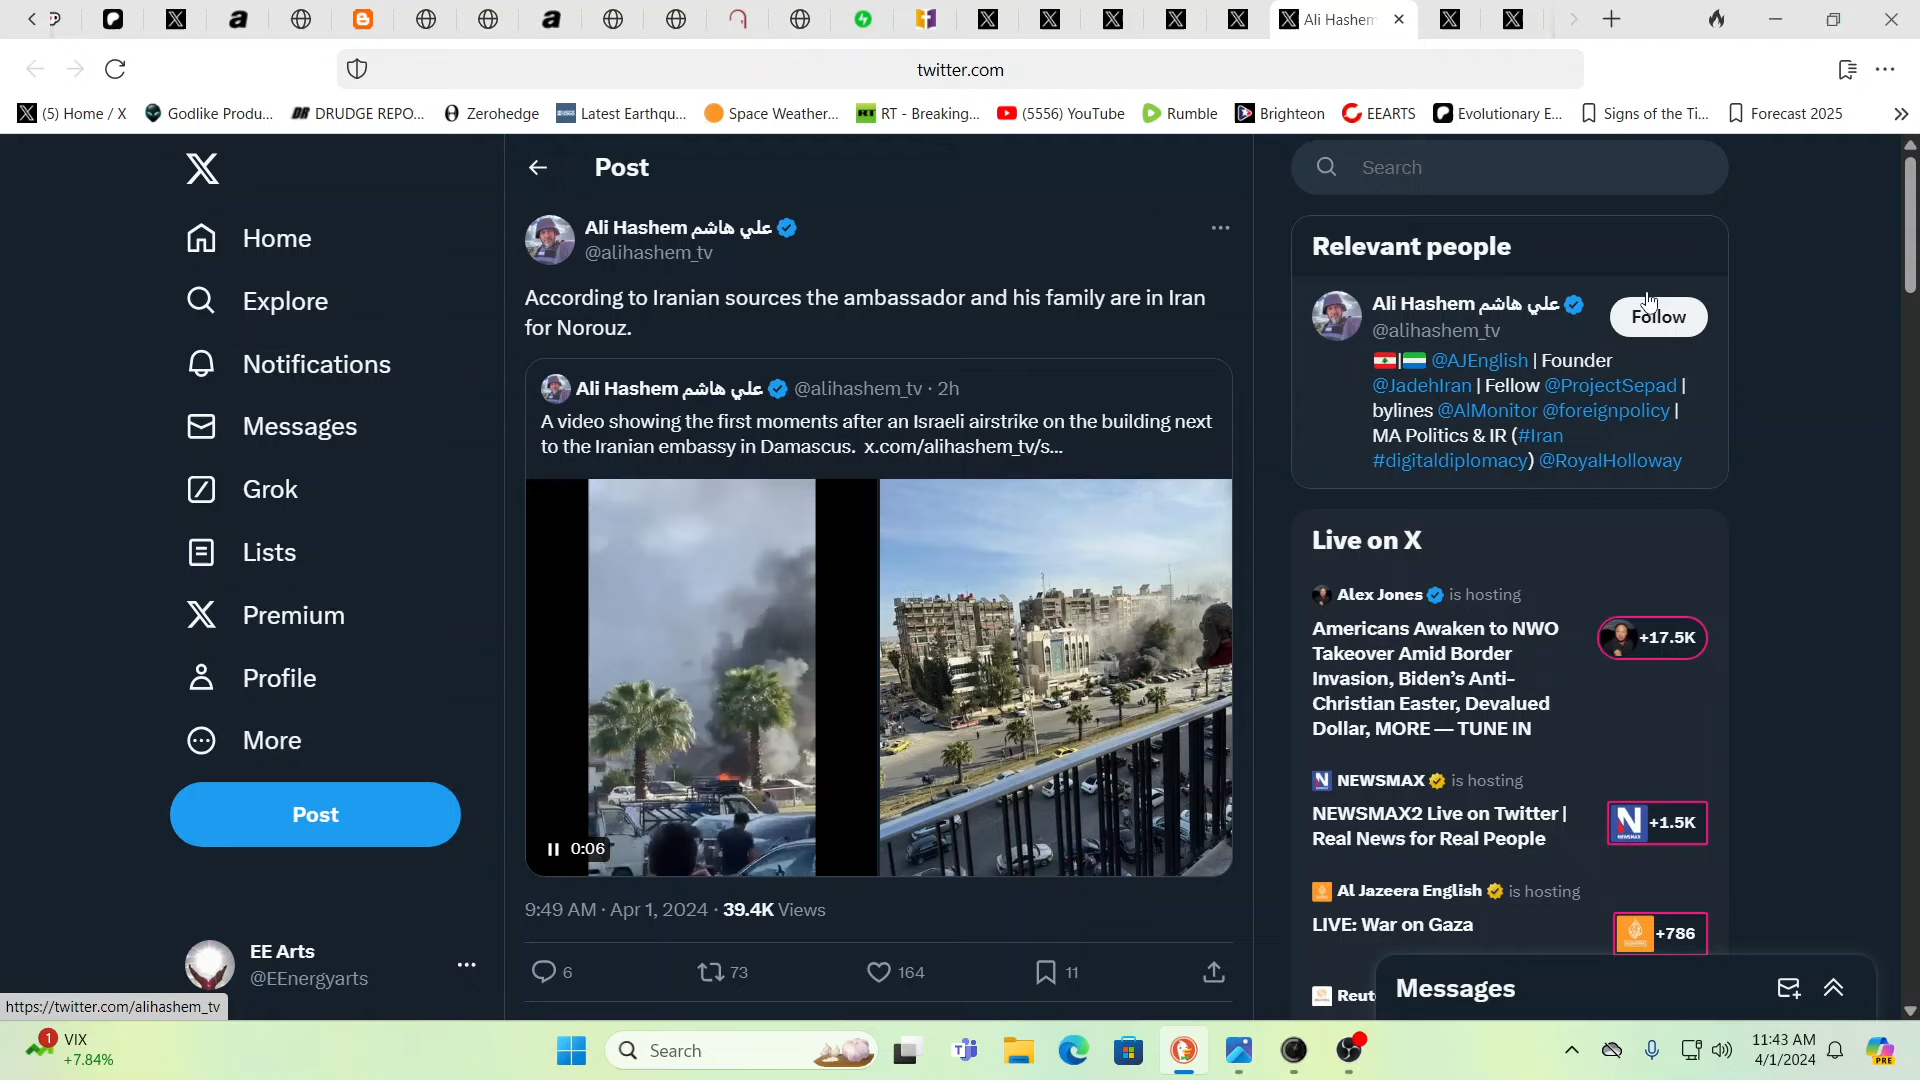 Ali Hashem
twitter.com
(5) Home / X
Godlike Produ...
DRUDGE REPO...
Zerohedge
Latest Earthqu...
Space Weather...
RT - Breaking...
(5556) YouTube
Rumble
Brighteon
EEARTS
Evolutionary E...
Signs of the Ti...
Forecast 2025
Home
Explore
Notifications
Messages
Grok
Lists
Premium
Profile
More
Post
EE Arts
@EEnergyarts
https://twitter.com/alihashem_tv
Post
Ali Hashem علي هاشم
@alihashem_tv
According to Iranian sources the ambassador and his family are in Iran
for Norouz.
Ali Hashem علي هاشم @alihashem_tv · 2h
A video showing the first moments after an Israeli airstrike on the building next
to the Iranian embassy in Damascus. x.com/alihashem_tv/s...
0:06
9:49 AM · Apr 1, 2024 · 39.4K Views
6
73
164
11
Search
Relevant people
Ali Hashem علي هاشم
@alihashem_tv
Follow
🇱🇧|🇸🇱 @AJEnglish | Founder
@JadehIran | Fellow @ProjectSepad |
bylines @AlMonitor @foreignpolicy |
MA Politics & IR (#Iran
#digitaldiplomacy) @RoyalHolloway
Live on X
Alex Jones is hosting
Americans Awaken to NWO
Takeover Amid Border
Invasion, Biden’s Anti-
Christian Easter, Devalued
Dollar, MORE — TUNE IN
+17.5K
NEWSMAX is hosting
NEWSMAX2 Live on Twitter |
Real News for Real People
+1.5K
Al Jazeera English is hosting
LIVE: War on Gaza
+786
Reut
Messages
1
VIX
+7.84%
Search
11:43 AM
4/1/2024
PRE